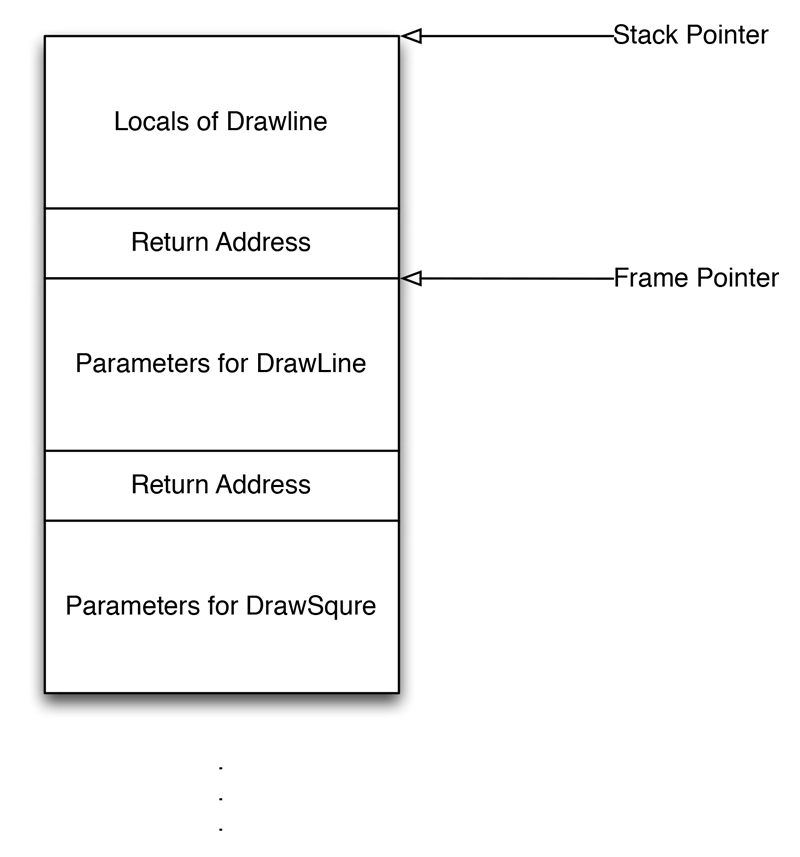 Stack Pointer
Locals of Drawline
Return Address
Frame Pointer
Parameters for DrawLine
Return Address
Parameters for DrawSqure
.
.
.